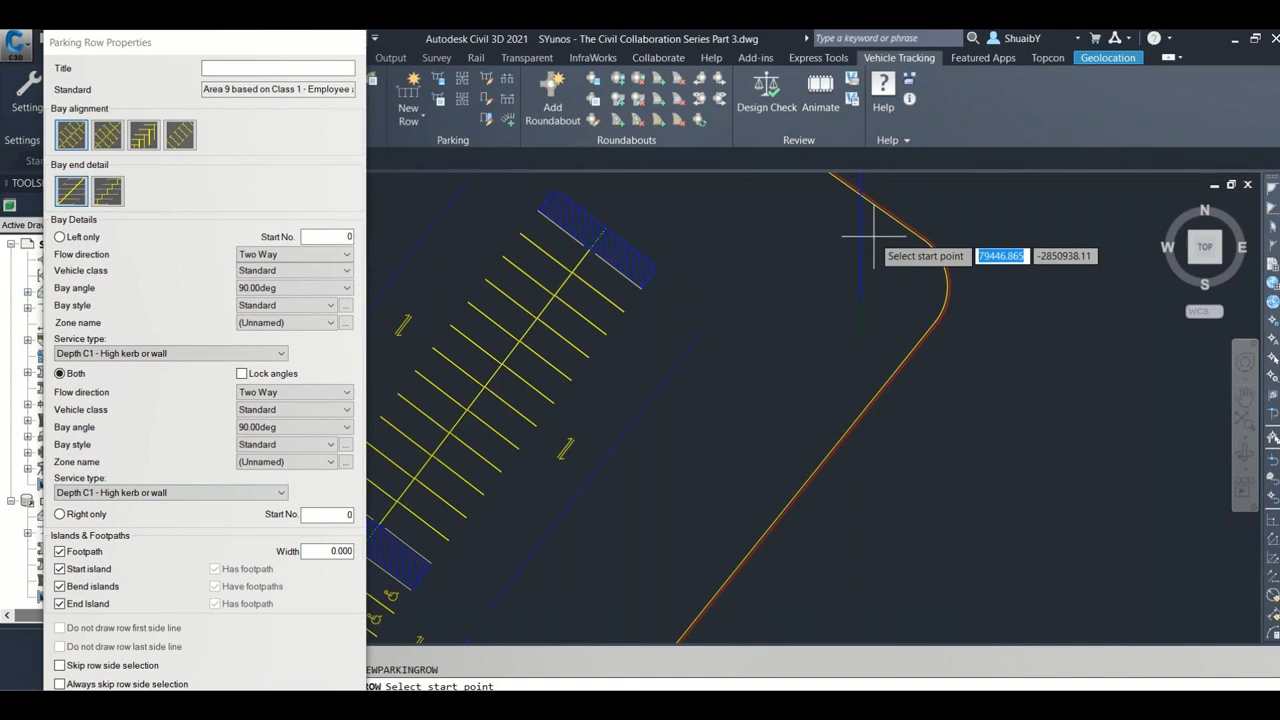 Parking Row Properties
Autodesk Civil 3D 2021 SYunos - The Civil Collaboration Series Part 3.dwg
Type a keyword or phrase
ShuaibY
C3D
Output
Survey
Rail
Transparent
InfraWorks
Collaborate
Help
Add-ins
Express Tools
Vehicle Tracking
Featured Apps
Topcon
Geolocation
Title
Standard
Area 9 based on Class 1 - Employee
Bay alignment
Bay end detail
Settings
New
Row
Add
Roundabout
Design Check
Animate
Help
Parking
Roundabouts
Review
Help
TOOLS
Active Draw
Bay Details
Left only
Start No.
0
Flow direction
Two Way
Vehicle class
Standard
Bay angle
90.00deg
Bay style
Standard
...
Zone name
(Unnamed)
...
Service type:
Depth C1 - High kerb or wall
Both
Lock angles
Flow direction
Two Way
Vehicle class
Standard
Bay angle
90.00deg
Bay style
Standard
...
Zone name
(Unnamed)
...
Service type:
Depth C1 - High kerb or wall
Right only
Start No.
0
Islands & Footpaths
Footpath
Width
0.000
Start island
Has footpath
Bend islands
Have footpaths
End Island
Has footpath
Do not draw row first side line
Do not draw row last side line
Skip row side selection
Always skip row side selection
Select start point
79446.865
-2850938.11
N
W
TOP
E
S
WCS
EWPARKINGROW
ROW Select start point